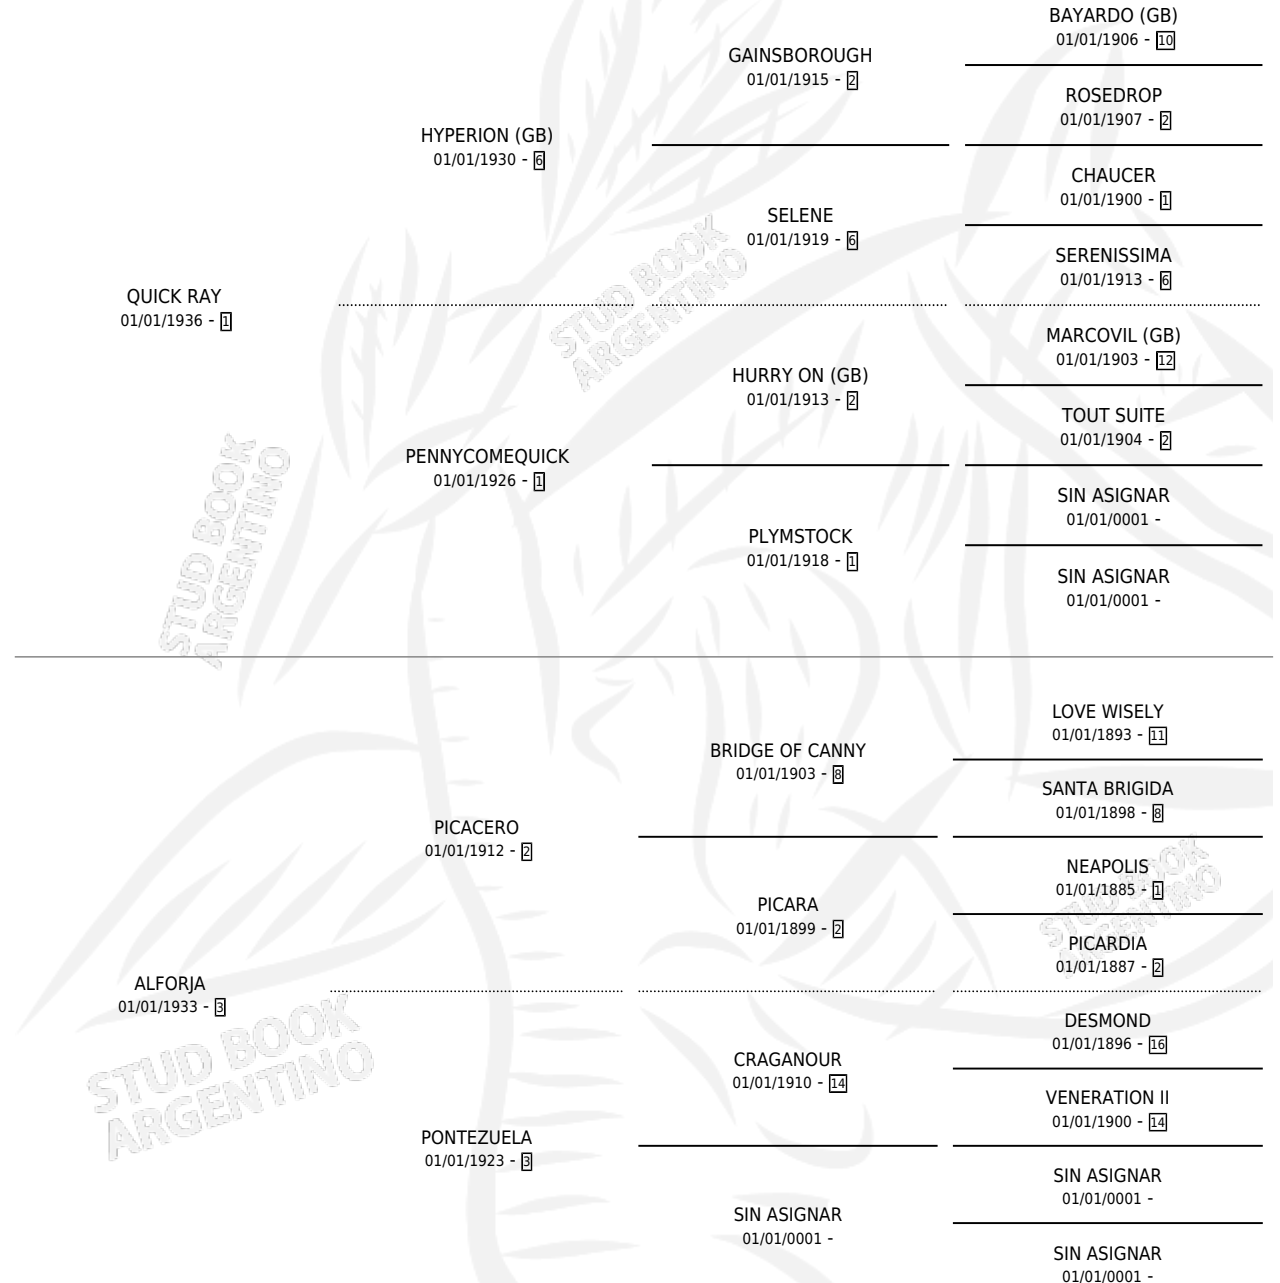 BAYARDO (GB)
01/01/1906 - 10
GAINSBOROUGH
01/01/1915 - 2
ROSEDROP
01/01/1907 - 2
HYPERION (GB)
01/01/1930 - 6
CHAUCER
01/01/1900 - 1
SELENE
01/01/1919 - 6
SERENISSIMA
01/01/1913 - 6
QUICK RAY
01/01/1936 - 1
MARCOVIL (GB)
01/01/1903 - 12
HURRY ON (GB)
01/01/1913 - 2
TOUT SUITE
01/01/1904 - 2
PENNYCOMEQUICK
01/01/1926 - 1
SIN ASIGNAR
01/01/0001 -
PLYMSTOCK
01/01/1918 - 1
SIN ASIGNAR
01/01/0001 -
LOVE WISELY
01/01/1893 - 11
BRIDGE OF CANNY
01/01/1903 - 8
SANTA BRIGIDA
01/01/1898 - 8
PICACERO
01/01/1912 - 2
NEAPOLIS
01/01/1885 - 1
PICARA
01/01/1899 - 2
PICARDIA
01/01/1887 - 2
ALFORJA
01/01/1933 - 3
DESMOND
01/01/1896 - 16
CRAGANOUR
01/01/1910 - 14
VENERATION II
01/01/1900 - 14
PONTEZUELA
01/01/1923 - 3
SIN ASIGNAR
01/01/0001 -
SIN ASIGNAR
01/01/0001 -
SIN ASIGNAR
01/01/0001 -
STUD BOOK
ARGENTINO
STUD BOOK
ARGENTINO
STUD BOOK
ARGENTINO
STUD BOOK
ARGENTINO